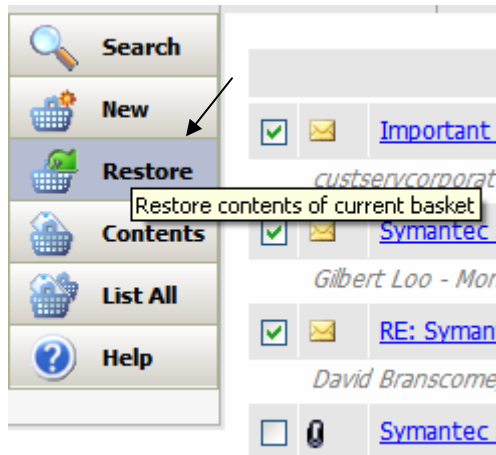 Search
New
Important
Restore
custservcorporat
Restore contents of current basket
Contents
Symantec
Gilbert Loo - Mor
List All
RE: Syman
Help
David Branscome
Symantec